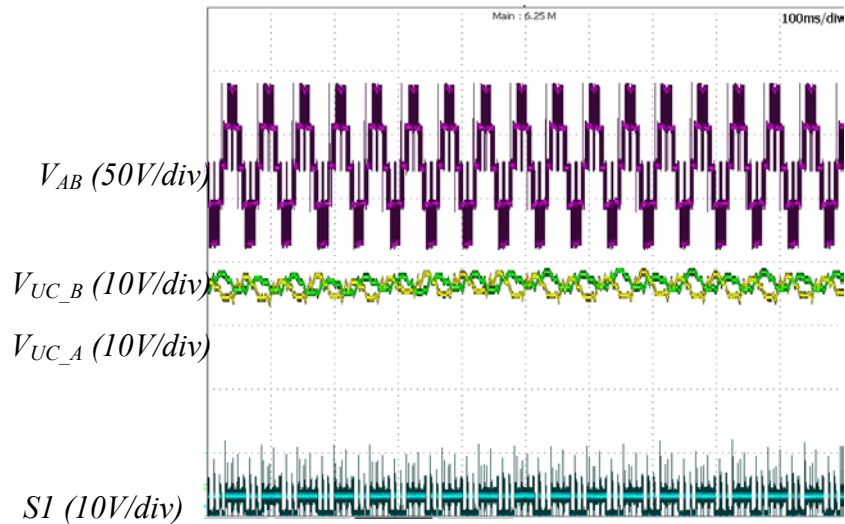 Main : 6.25 M
100ms/div
V_AB (50V/div)
V_UC_B (10V/div)
V_UC_A (10V/div)
S1 (10V/div)